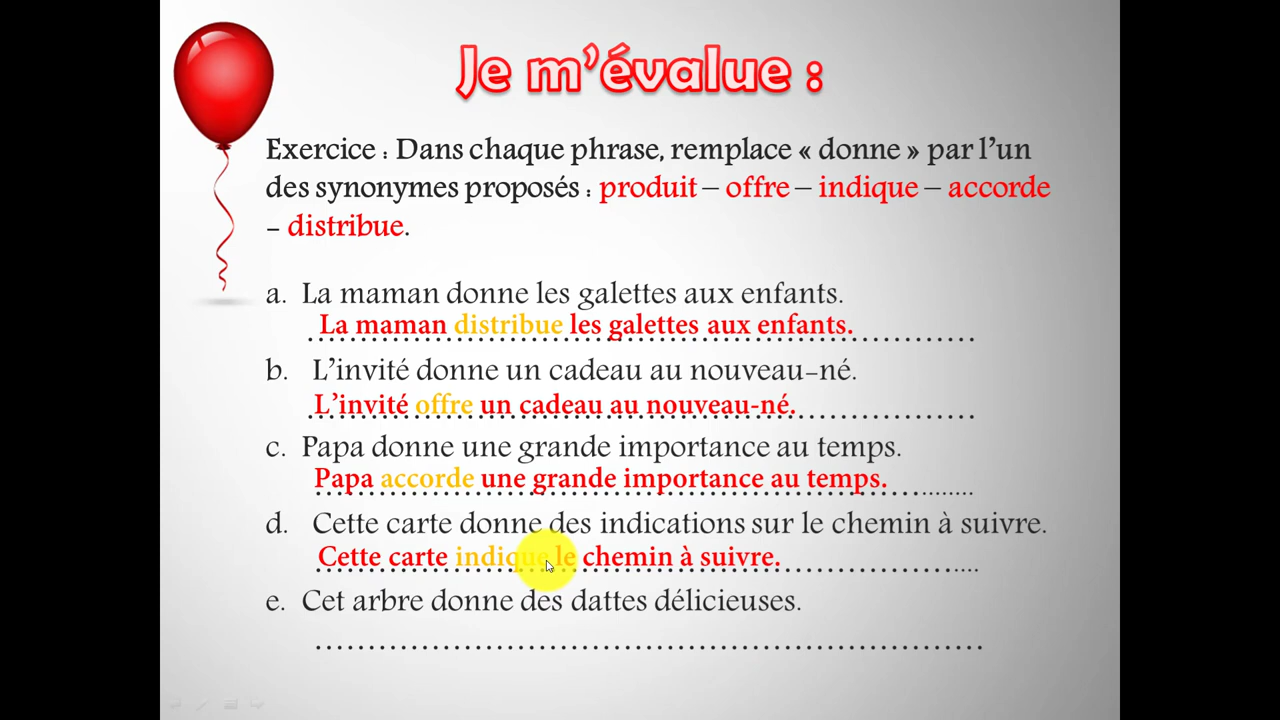 Je m'évalue :
Exercice : Dans chaque phrase, remplace « donne » par l'un
des synonymes proposés : produit – offre – indique – accorde
– distribue.
a. La maman donne les galettes aux enfants.
La maman distribue les galettes aux enfants.
b. L'invité donne un cadeau au nouveau-né.
L'invité offre un cadeau au nouveau-né.
c. Papa donne une grande importance au temps.
Papa accorde une grande importance au temps.
d. Cette carte donne des indications sur le chemin à suivre.
Cette carte indique le chemin à suivre.
e. Cet arbre donne des dattes délicieuses.